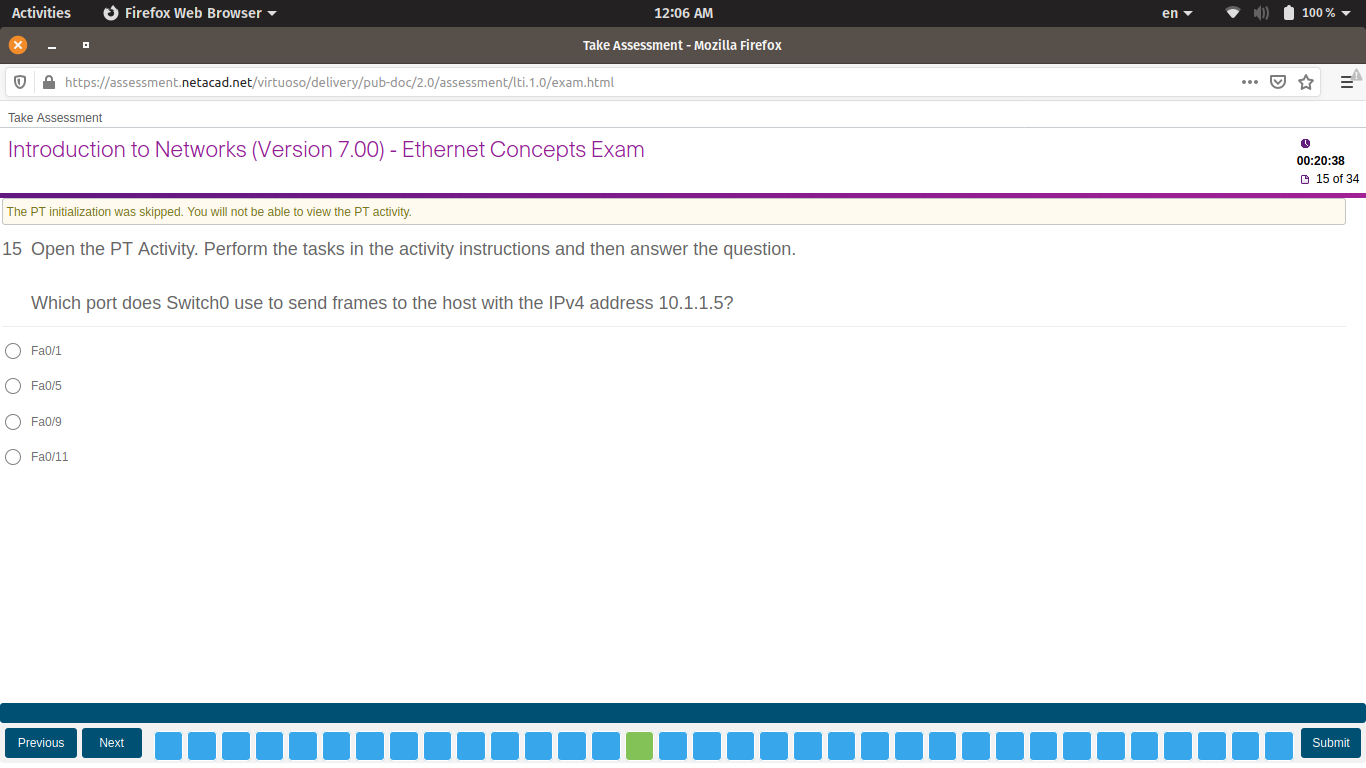 Activities Firefox Web Browser 12:06 AM en 100 %
Take Assessment - Mozilla Firefox
https://assessment.netacad.net/virtuoso/delivery/pub-doc/2.0/assessment/lti.1.0/exam.html
Take Assessment
Introduction to Networks (Version 7.00) - Ethernet Concepts Exam
00:20:38
15 of 34
The PT initialization was skipped. You will not be able to view the PT activity.
15 Open the PT Activity. Perform the tasks in the activity instructions and then answer the question.
Which port does Switch0 use to send frames to the host with the IPv4 address 10.1.1.5?
Fa0/1
Fa0/5
Fa0/9
Fa0/11
Previous Next Submit